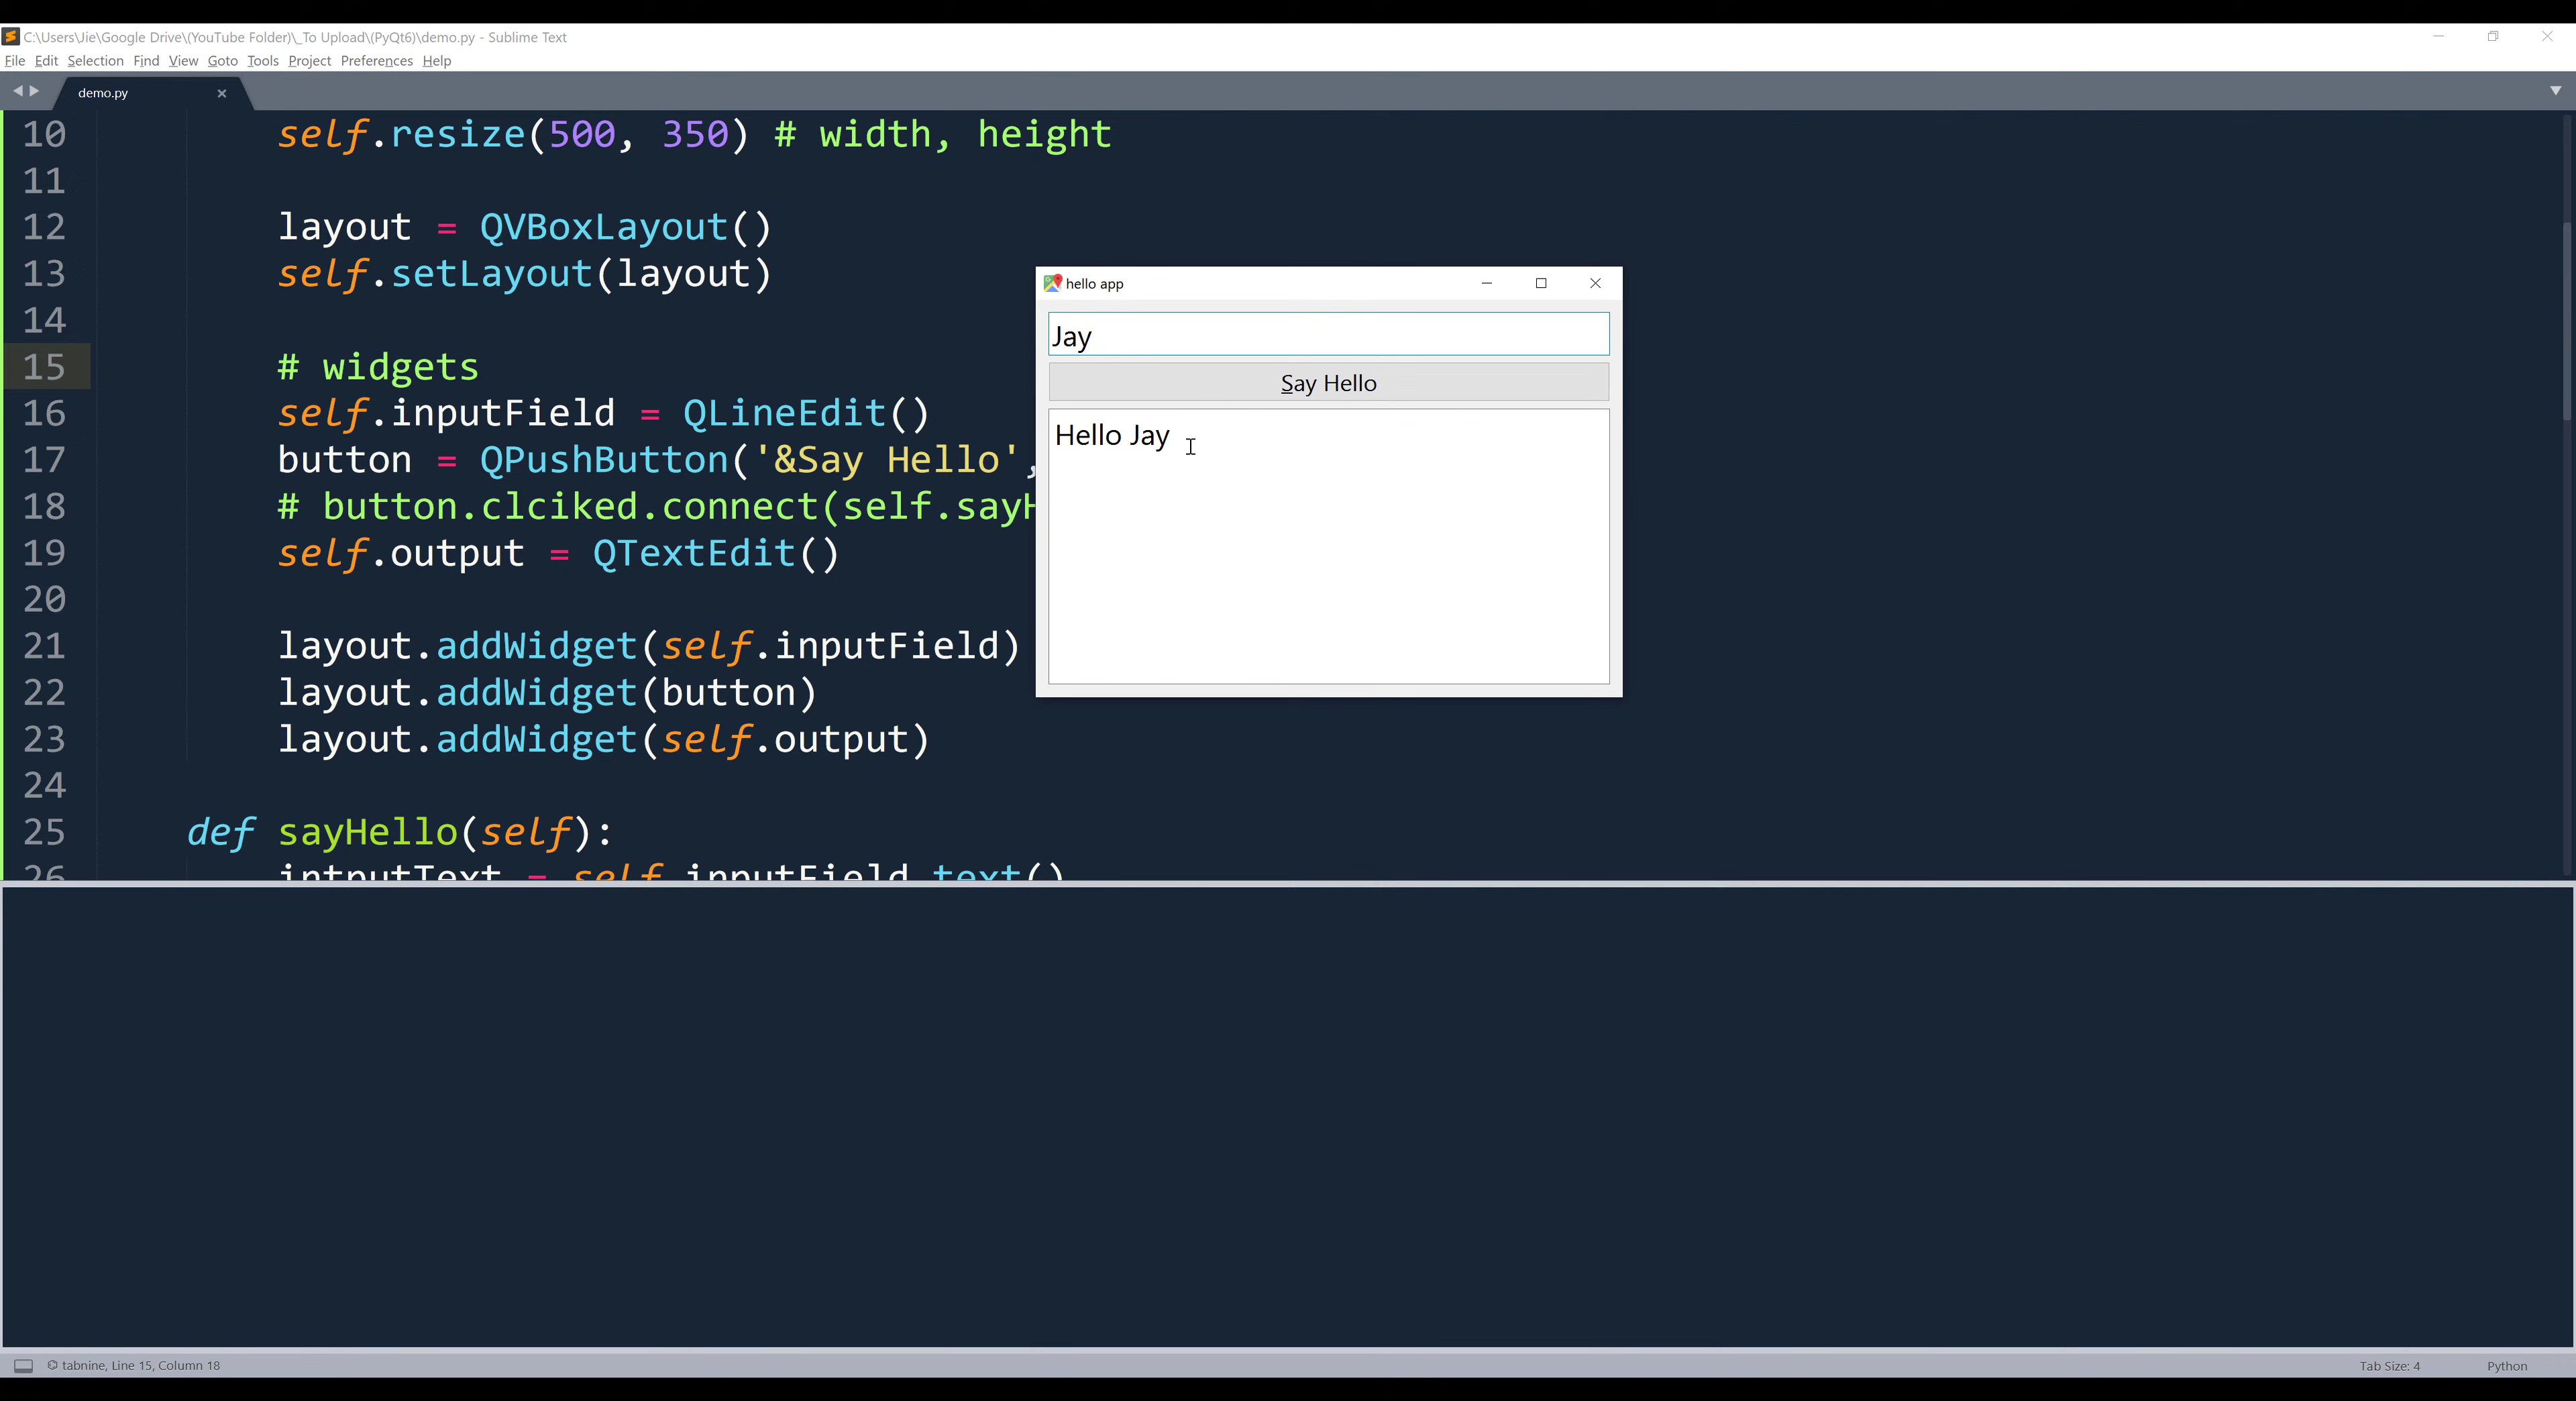 C:\Users\Jie\Google Drive\(YouTube Folder)\_To Upload\(PyQt6)\demo.py - Sublime Text
File Edit Selection Find View Goto Tools Project Preferences Help
demo.py
10 self.resize(500, 350) # width, height
11
12 layout = QVBoxLayout()
13 self.setLayout(layout)
14
15 # widgets
16 self.inputField = QLineEdit()
17 button = QPushButton('&Say Hello',
18 # button.clciked.connect(self.sayH
19 self.output = QTextEdit()
20
21 layout.addWidget(self.inputField)
22 layout.addWidget(button)
23 layout.addWidget(self.output)
24
25 def sayHello(self):
26 intputText = self.inputField.text()
hello app
Jay
Say Hello
Hello Jay
tabnine, Line 15, Column 18
Tab Size: 4
Python